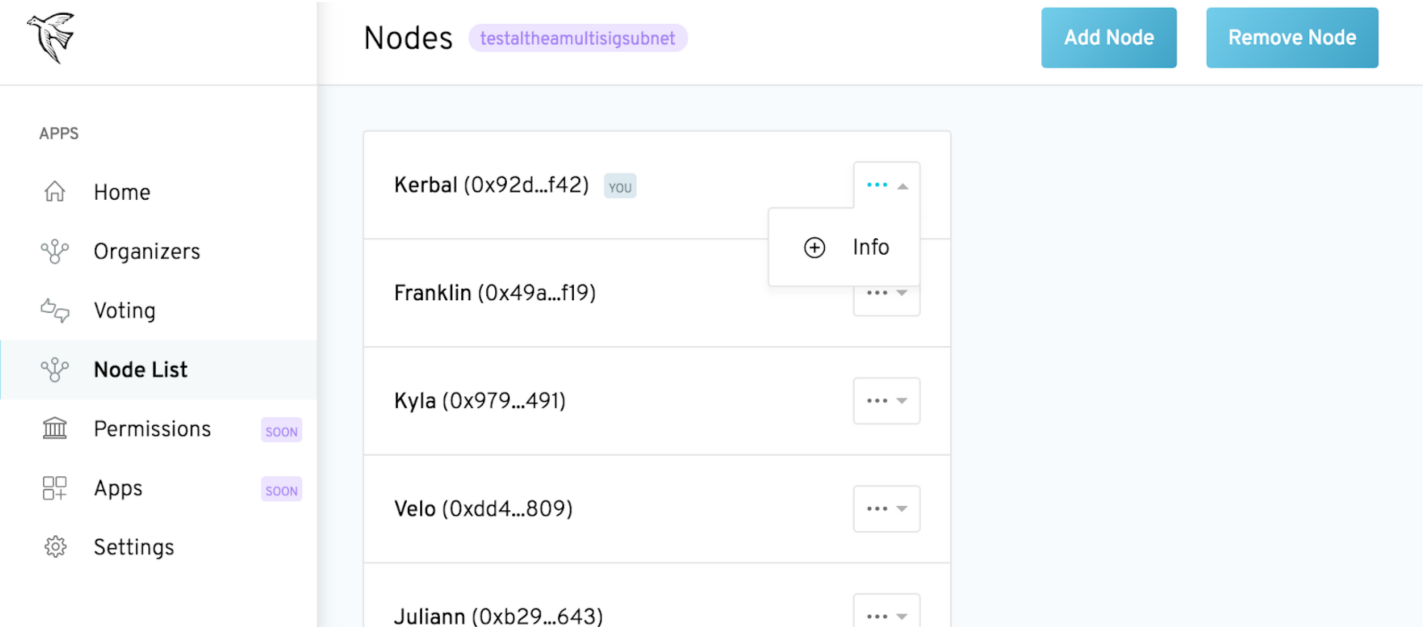 Nodes testaltheamultisigsubnet
Add Node
Remove Node
APPS
Home
Organizers
Voting
Node List
Permissions SOON
Apps SOON
Settings
Kerbal (0x92d...f42) YOU
Info
Franklin (0x49a...f19)
Kyla (0x979...491)
Velo (0xdd4...809)
Juliann (0xb29...643)